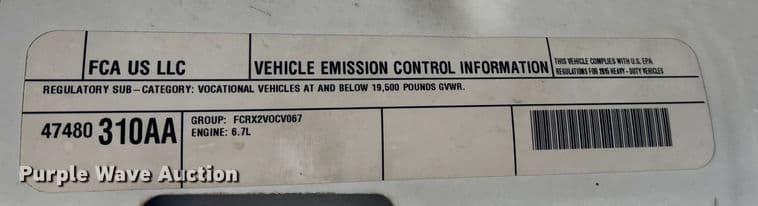 FCA US LLC
VEHICLE EMISSION CONTROL INFORMATION
THIS VEHICLE COMPLIES WITH U.S. EPA
REGULATIONS FOR 2015 HEAVY-DUTY VEHICLES
REGULATORY SUB-CATEGORY: VOCATIONAL VEHICLES AT AND BELOW 19,500 POUNDS GVWR.
47480 310AA
GROUP: FCRX2VOCV067
ENGINE: 6.7L
Purple Wave Auction